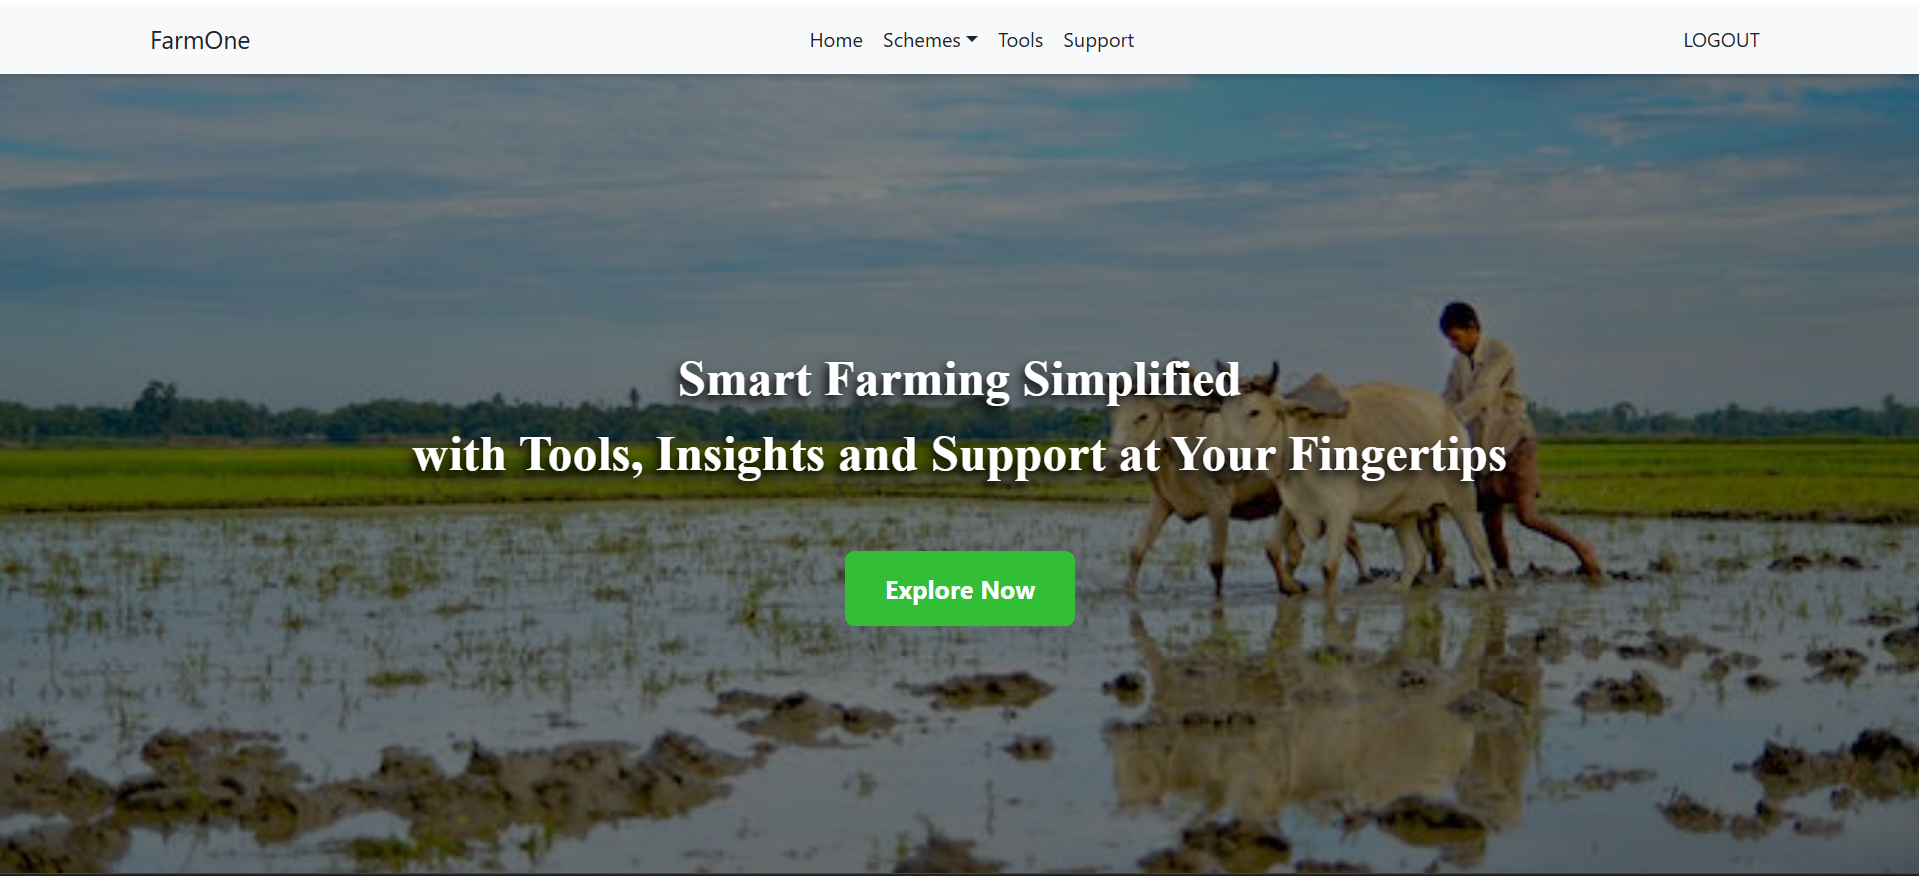 FarmOne
Home Schemes Tools Support
LOGOUT
Smart Farming Simplified
with Tools, Insights and Support at Your Fingertips
Explore Now